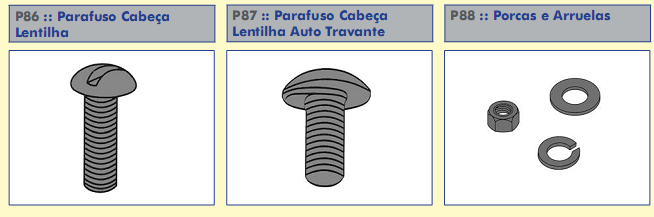 P86 :: Parafuso Cabeça
Lentilha
P87 :: Parafuso Cabeça
Lentilha Auto Travante
P88 :: Porcas e Arruelas